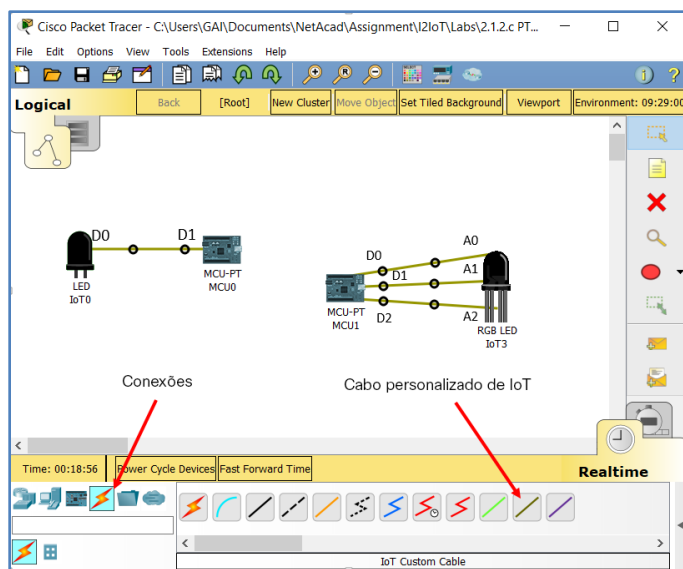 Cisco Packet Tracer - C:\Users\GAI\Documents\NetAcad\Assignment\I2IoT\Labs\2.1.2.c PT...
File Edit Options View Tools Extensions Help
Logical Back [Root] New Cluster Move Object Set Tiled Background Viewport Environment: 09:29:00
D0 D1
LED
IoT0
MCU-PT
MCU0
D0 A0
D1 A1
D2 A2
MCU-PT
MCU1
RGB LED
IoT3
Conexões
Cabo personalizado de IoT
Time: 00:18:56 Power Cycle Devices Fast Forward Time
Realtime
IoT Custom Cable